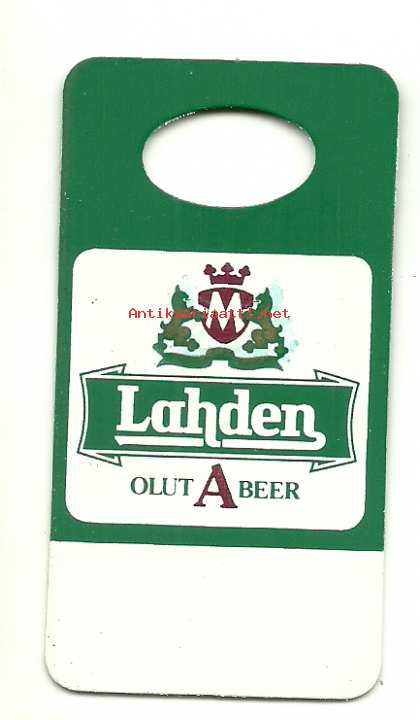 M
Antikvariaatti.net
Lahden
OLUT A BEER